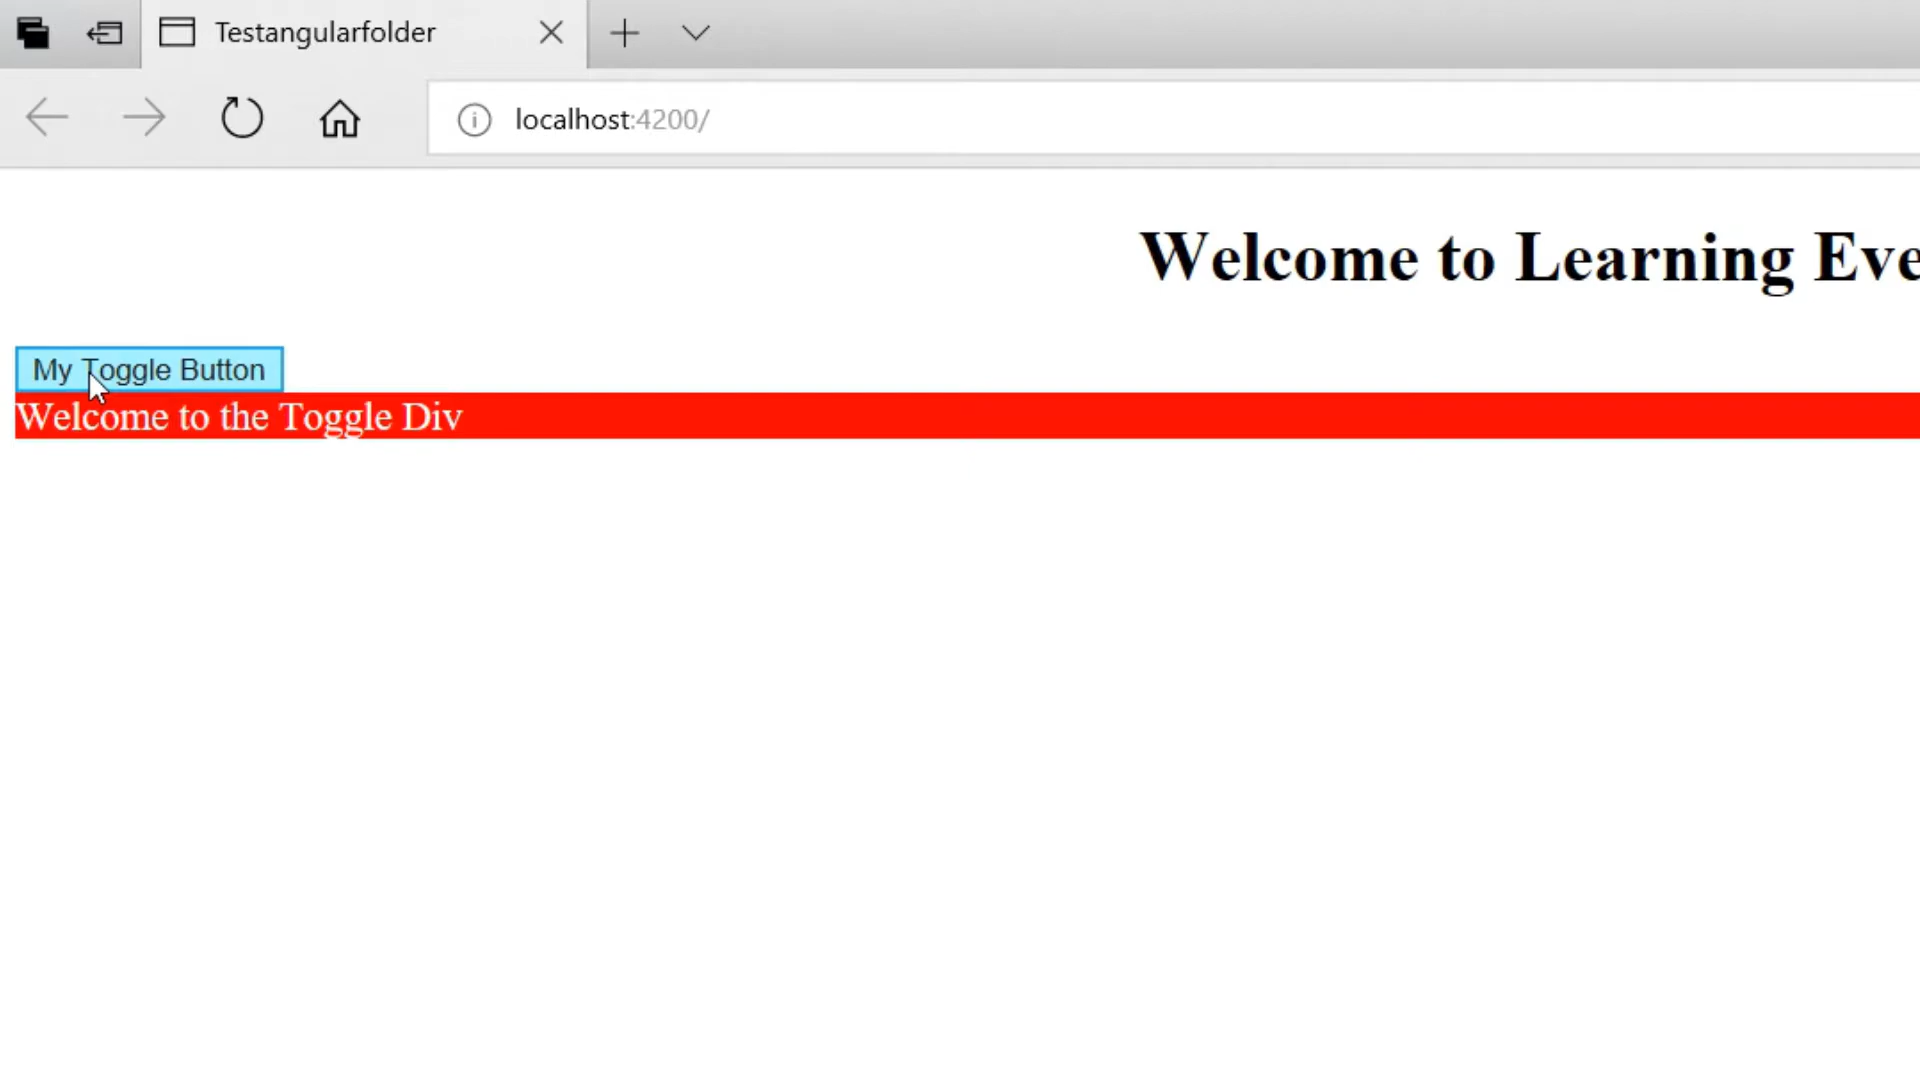 Testangularfolder
localhost:4200/
Welcome to Learning Eve
My Toggle Button
Welcome to the Toggle Div